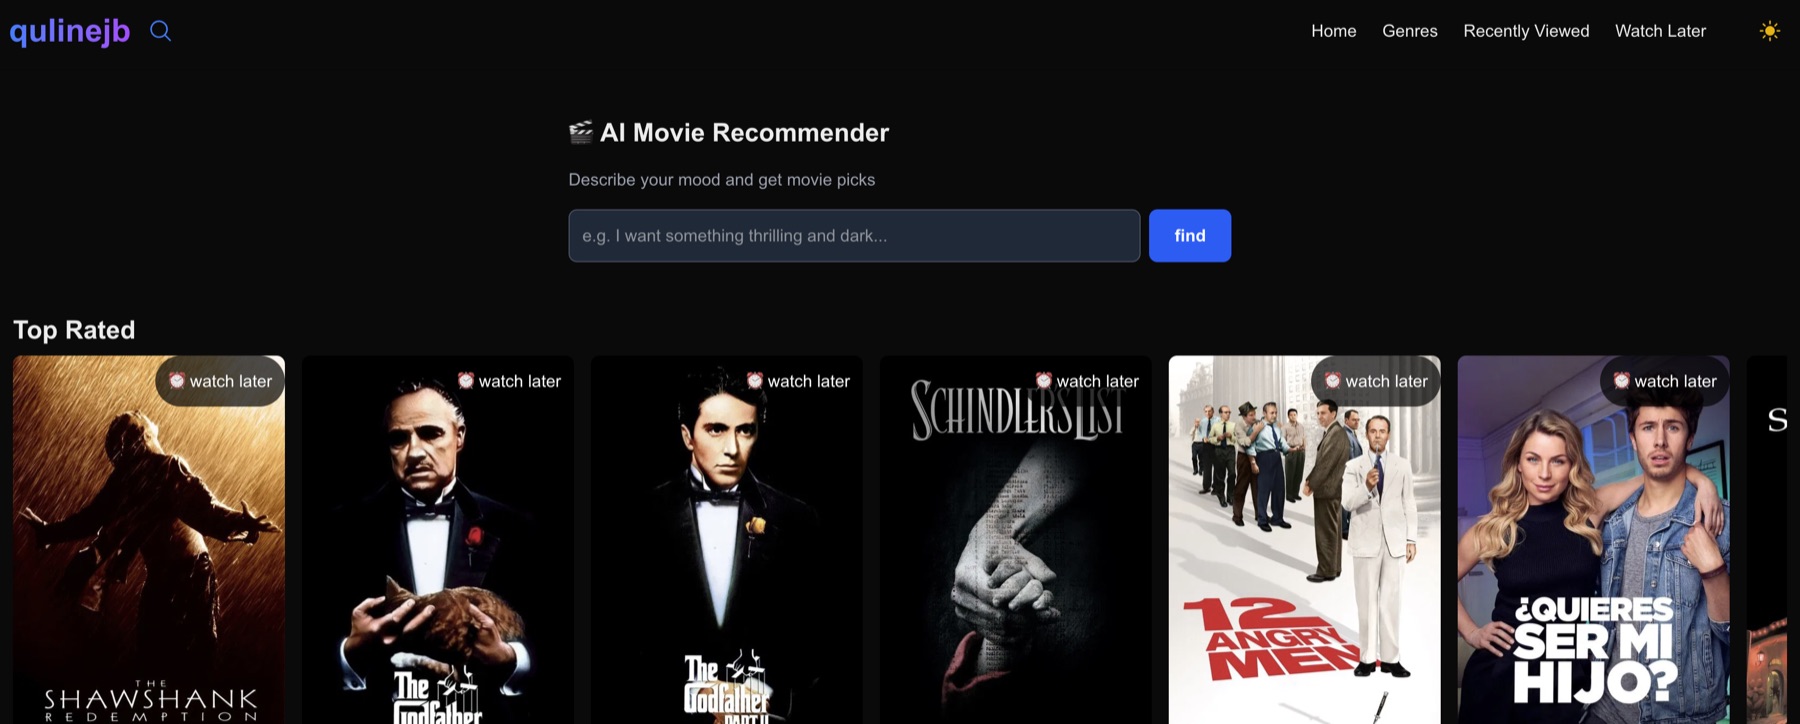 qulinejb
Home Genres Recently Viewed Watch Later
🎬 AI Movie Recommender
Describe your mood and get movie picks
e.g. I want something thrilling and dark...
find
Top Rated
⏰ watch later
THE
SHAWSHANK
REDEMPTION
⏰ watch later
The
Godfather
⏰ watch later
The
Godfather
PART II
⏰ watch later
SCHINDLER'S LIST
⏰ watch later
12
ANGRY
MEN
⏰ watch later
¿QUIERES
SER MI
HIJO?
S